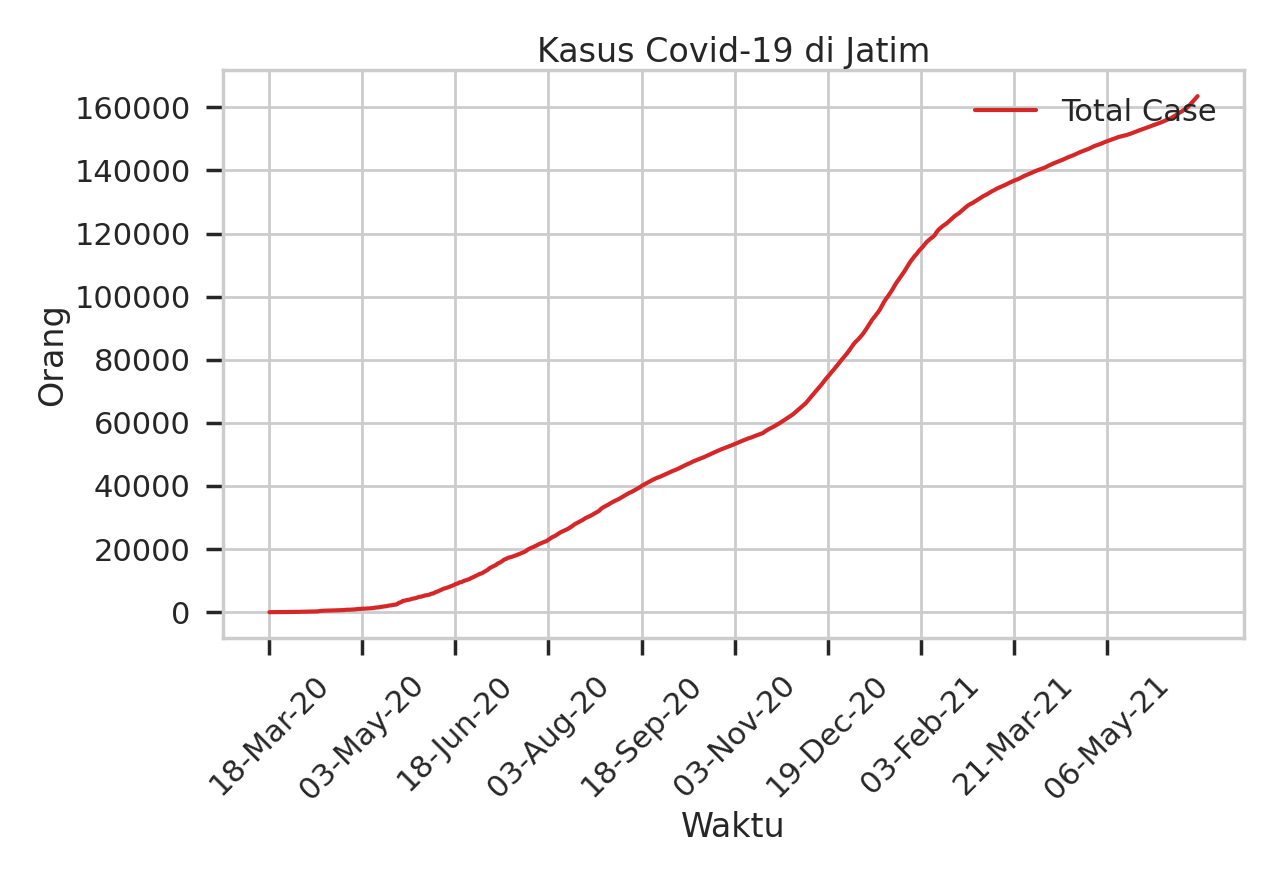 Kasus Covid-19 di Jatim
Total Case
160000
140000
120000
100000
80000
60000
40000
20000
0
Orang
18-Mar-20
03-May-20
18-Jun-20
03-Aug-20
18-Sep-20
03-Nov-20
19-Dec-20
03-Feb-21
21-Mar-21
06-May-21
Waktu